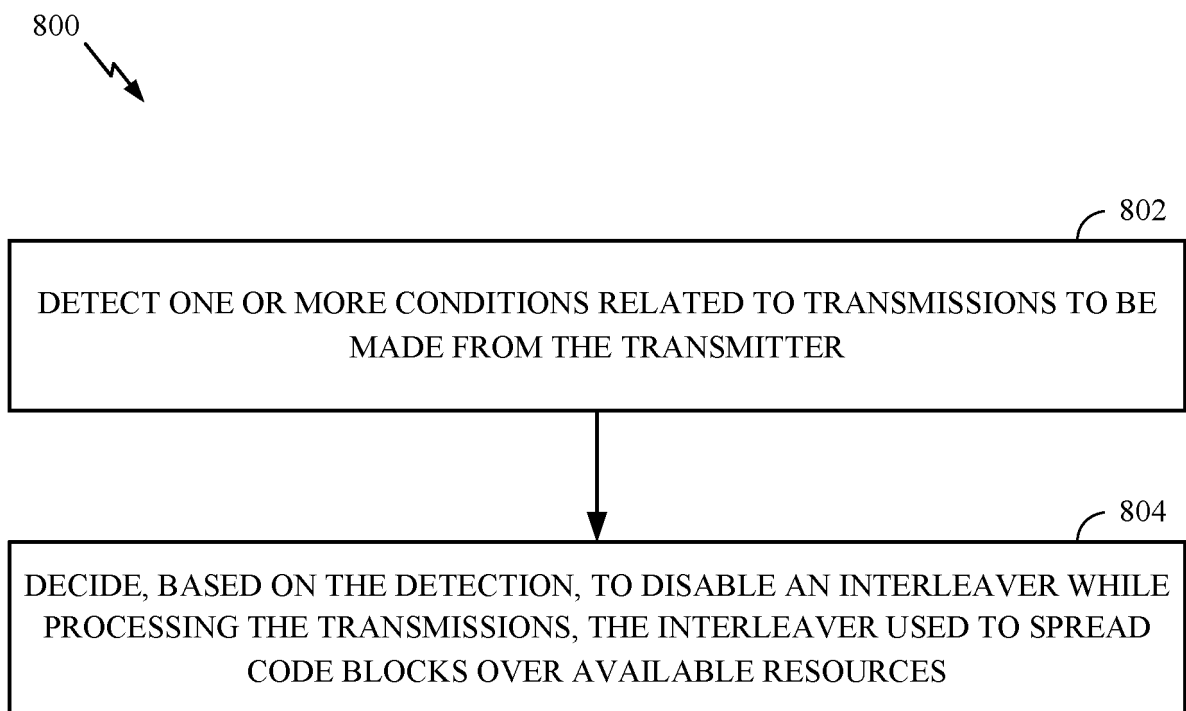 800
802
DETECT ONE OR MORE CONDITIONS RELATED TO TRANSMISSIONS TO BE
MADE FROM THE TRANSMITTER
804
DECIDE, BASED ON THE DETECTION, TO DISABLE AN INTERLEAVER WHILE
PROCESSING THE TRANSMISSIONS, THE INTERLEAVER USED TO SPREAD
CODE BLOCKS OVER AVAILABLE RESOURCES